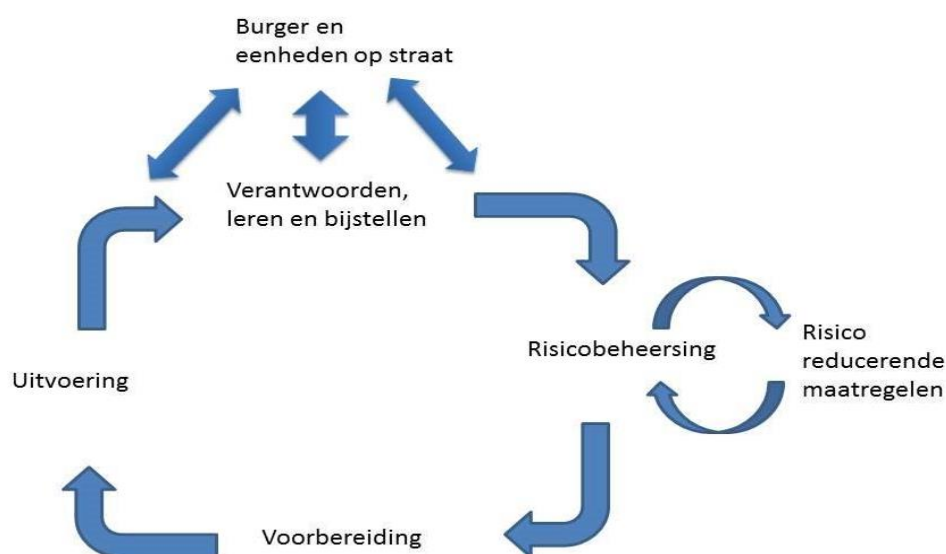 Burger en
eenheden op straat
Verantwoorden,
leren en bijstellen
Risicobeheersing
Risico
reducerende
maatregelen
Uitvoering
Voorbereiding